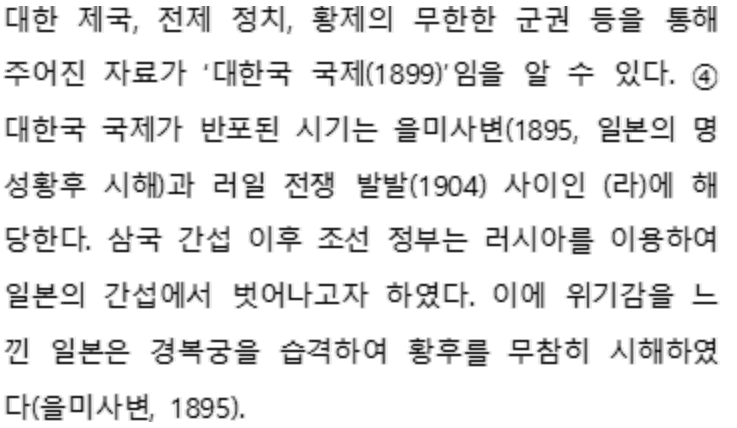 대한 제국, 전제 정치, 황제의 무한한 군권 등을 통해
주어진 자료가 ‘대한국 국제(1899)’임을 알 수 있다. ④
대한국 국제가 반포된 시기는 을미사변(1895, 일본의 명
성황후 시해)과 러일 전쟁 발발(1904) 사이인 (라)에 해
당한다. 삼국 간섭 이후 조선 정부는 러시아를 이용하여
일본의 간섭에서 벗어나고자 하였다. 이에 위기감을 느
낀 일본은 경복궁을 습격하여 황후를 무참히 시해하였
다(을미사변, 1895).